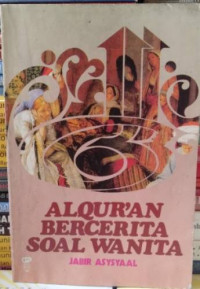 ALQUR'AN
BERCERITA
SOAL WANITA
JABIR ASYSYAAL